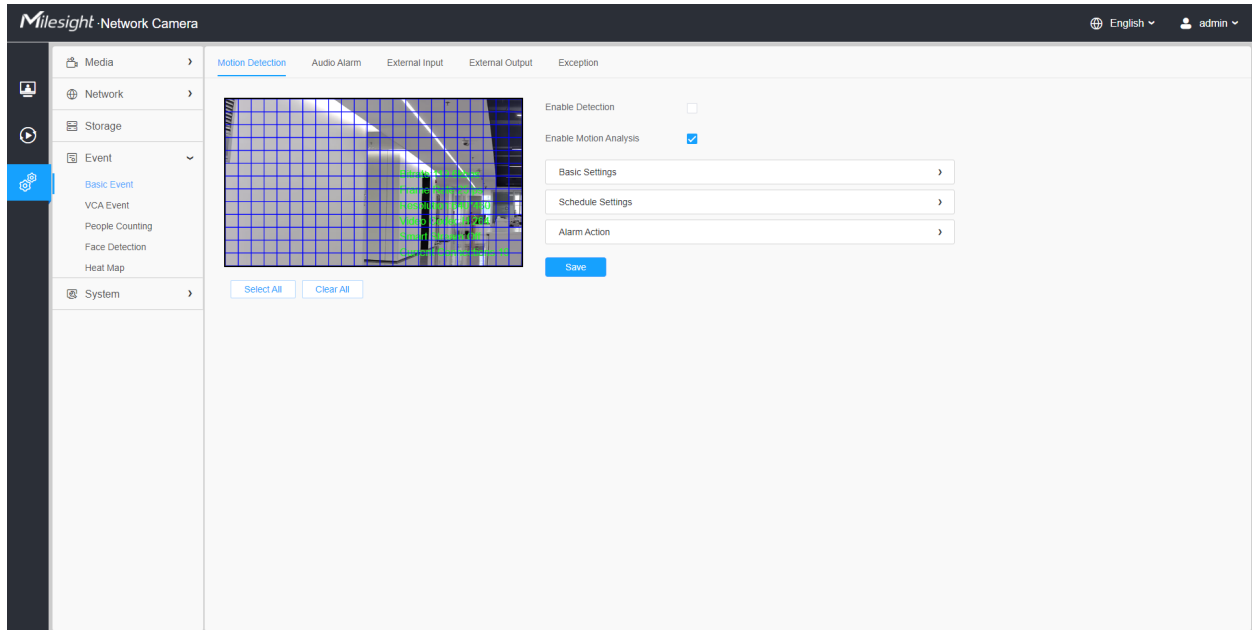 Milesight · Network Camera
English
admin
Media
Network
Storage
Event
Basic Event
VCA Event
People Counting
Face Detection
Heat Map
System
Motion Detection
Audio Alarm
External Input
External Output
Exception
Select All
Clear All
Enable Detection
Enable Motion Analysis
Basic Settings
Schedule Settings
Alarm Action
Save